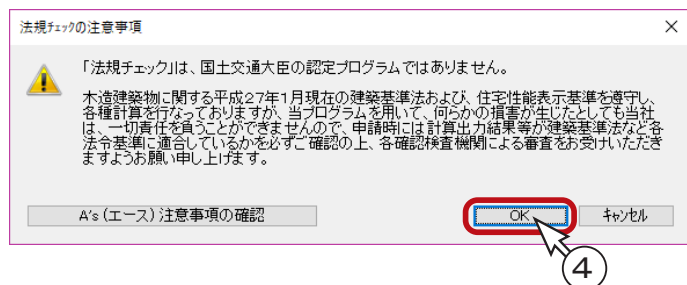 法規ﾁｪｯｸの注意事項
「法規チェック」は、国土交通大臣の認定プログラムではありません。
木造建築物に関する平成27年1月現在の建築基準法および、住宅性能表示基準を遵守し、
各種計算を行なっておりますが、当プログラムを用いて、何らかの損害が生じたとしても当社
は、一切責任を負うことができませんので、申請時には計算出力結果等が建築基準法など各
法令基準に適合しているかを必ずご確認の上、各確認検査機関による審査をお受けいただき
ますようお願い申し上げます。
A's（エース）注意事項の確認
OK
ｷｬﾝｾﾙ
4